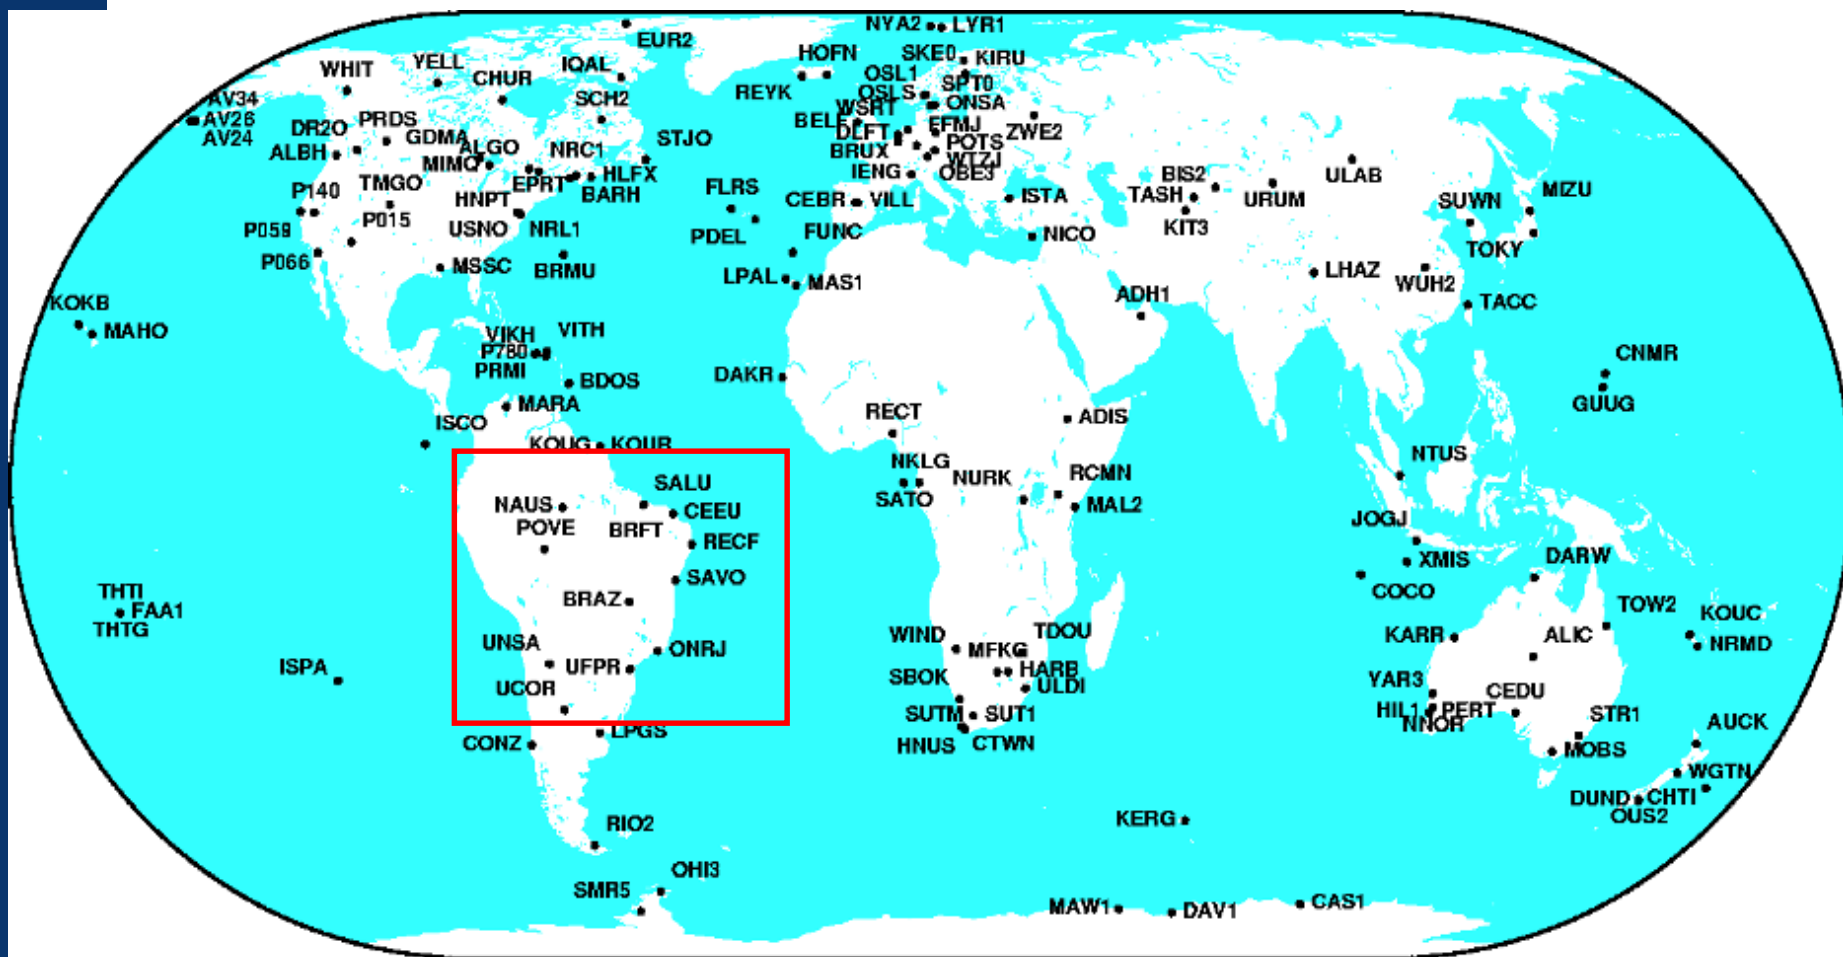 NYA2
LYR1
EUR2
HOFN
SKE0
KIRU
WHIT
YELL
CHUR
IQAL
REYK
OSL1
SPT0
OSLS
AV34
AV26
AV24
PRDS
SCH2
WSRT
ONSA
DR2O
GDMA
BELF
DLFT
EFMJ
ZWE2
ALBH
MIMQ
ALGO
NRC1
STJO
BRUX
POTS
WTZJ
EPRT
HLFX
IENG
OBE3
ULAB
P140
TMGO
HNPT
BARH
FLRS
CEBR
VILL
ISTA
TASH
BIS2
URUM
SUWN
MIZU
P059
P015
USNO
NRL1
PDEL
FUNC
NICO
KIT3
TOKY
P066
MSSC
BRMU
LPAL
MAS1
LHAZ
WUH2
KOKB
MAHO
ADH1
TACC
VIKH
VITH
P780
PRMI
BDOS
DAKR
CNMR
GUUG
MARA
ISCO
RECT
ADIS
KOUG
KOUR
NTUS
NKLG
NURK
RCMN
SATO
MAL2
SALU
NAUS
CEEU
POVE
BRFT
RECF
JOGJ
XMIS
DARW
SAVO
COCO
THTI
FAA1
THTG
BRAZ
TOW2
KOUC
UNSA
ONRJ
WIND
TDOU
KARR
ALIC
NRMD
ISPA
UFPR
MFKG
HARB
UCOR
SBOK
ULDI
YAR3
CEDU
HIL1
PERT
NNOR
STR1
AUCK
LPGS
SUTM
SUT1
CONZ
HNUS
CTWN
MOBS
WGTN
DUND
CHTI
OUS2
RIO2
KERG
OHI3
SMR5
MAW1
DAV1
CAS1